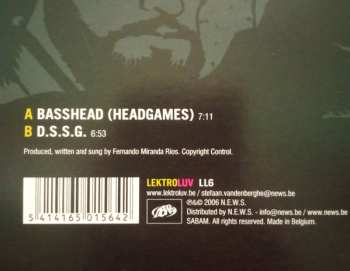 A BASSHEAD (HEADGAMES) 7:11
B D.S.S.G. 6:53
Produced, written and sung by Fernando Miranda Rios. Copyright Control.
LEKTROLUV LL6
www.lektroluv.be / stefaan.vandenberghe@news.be
℗&© 2006 N.E.W.S.
Distributed by N.E.W.S. - info@news.be / www.news.be
SABAM. All rights reserved. Made in Belgium.
5 414165 015642